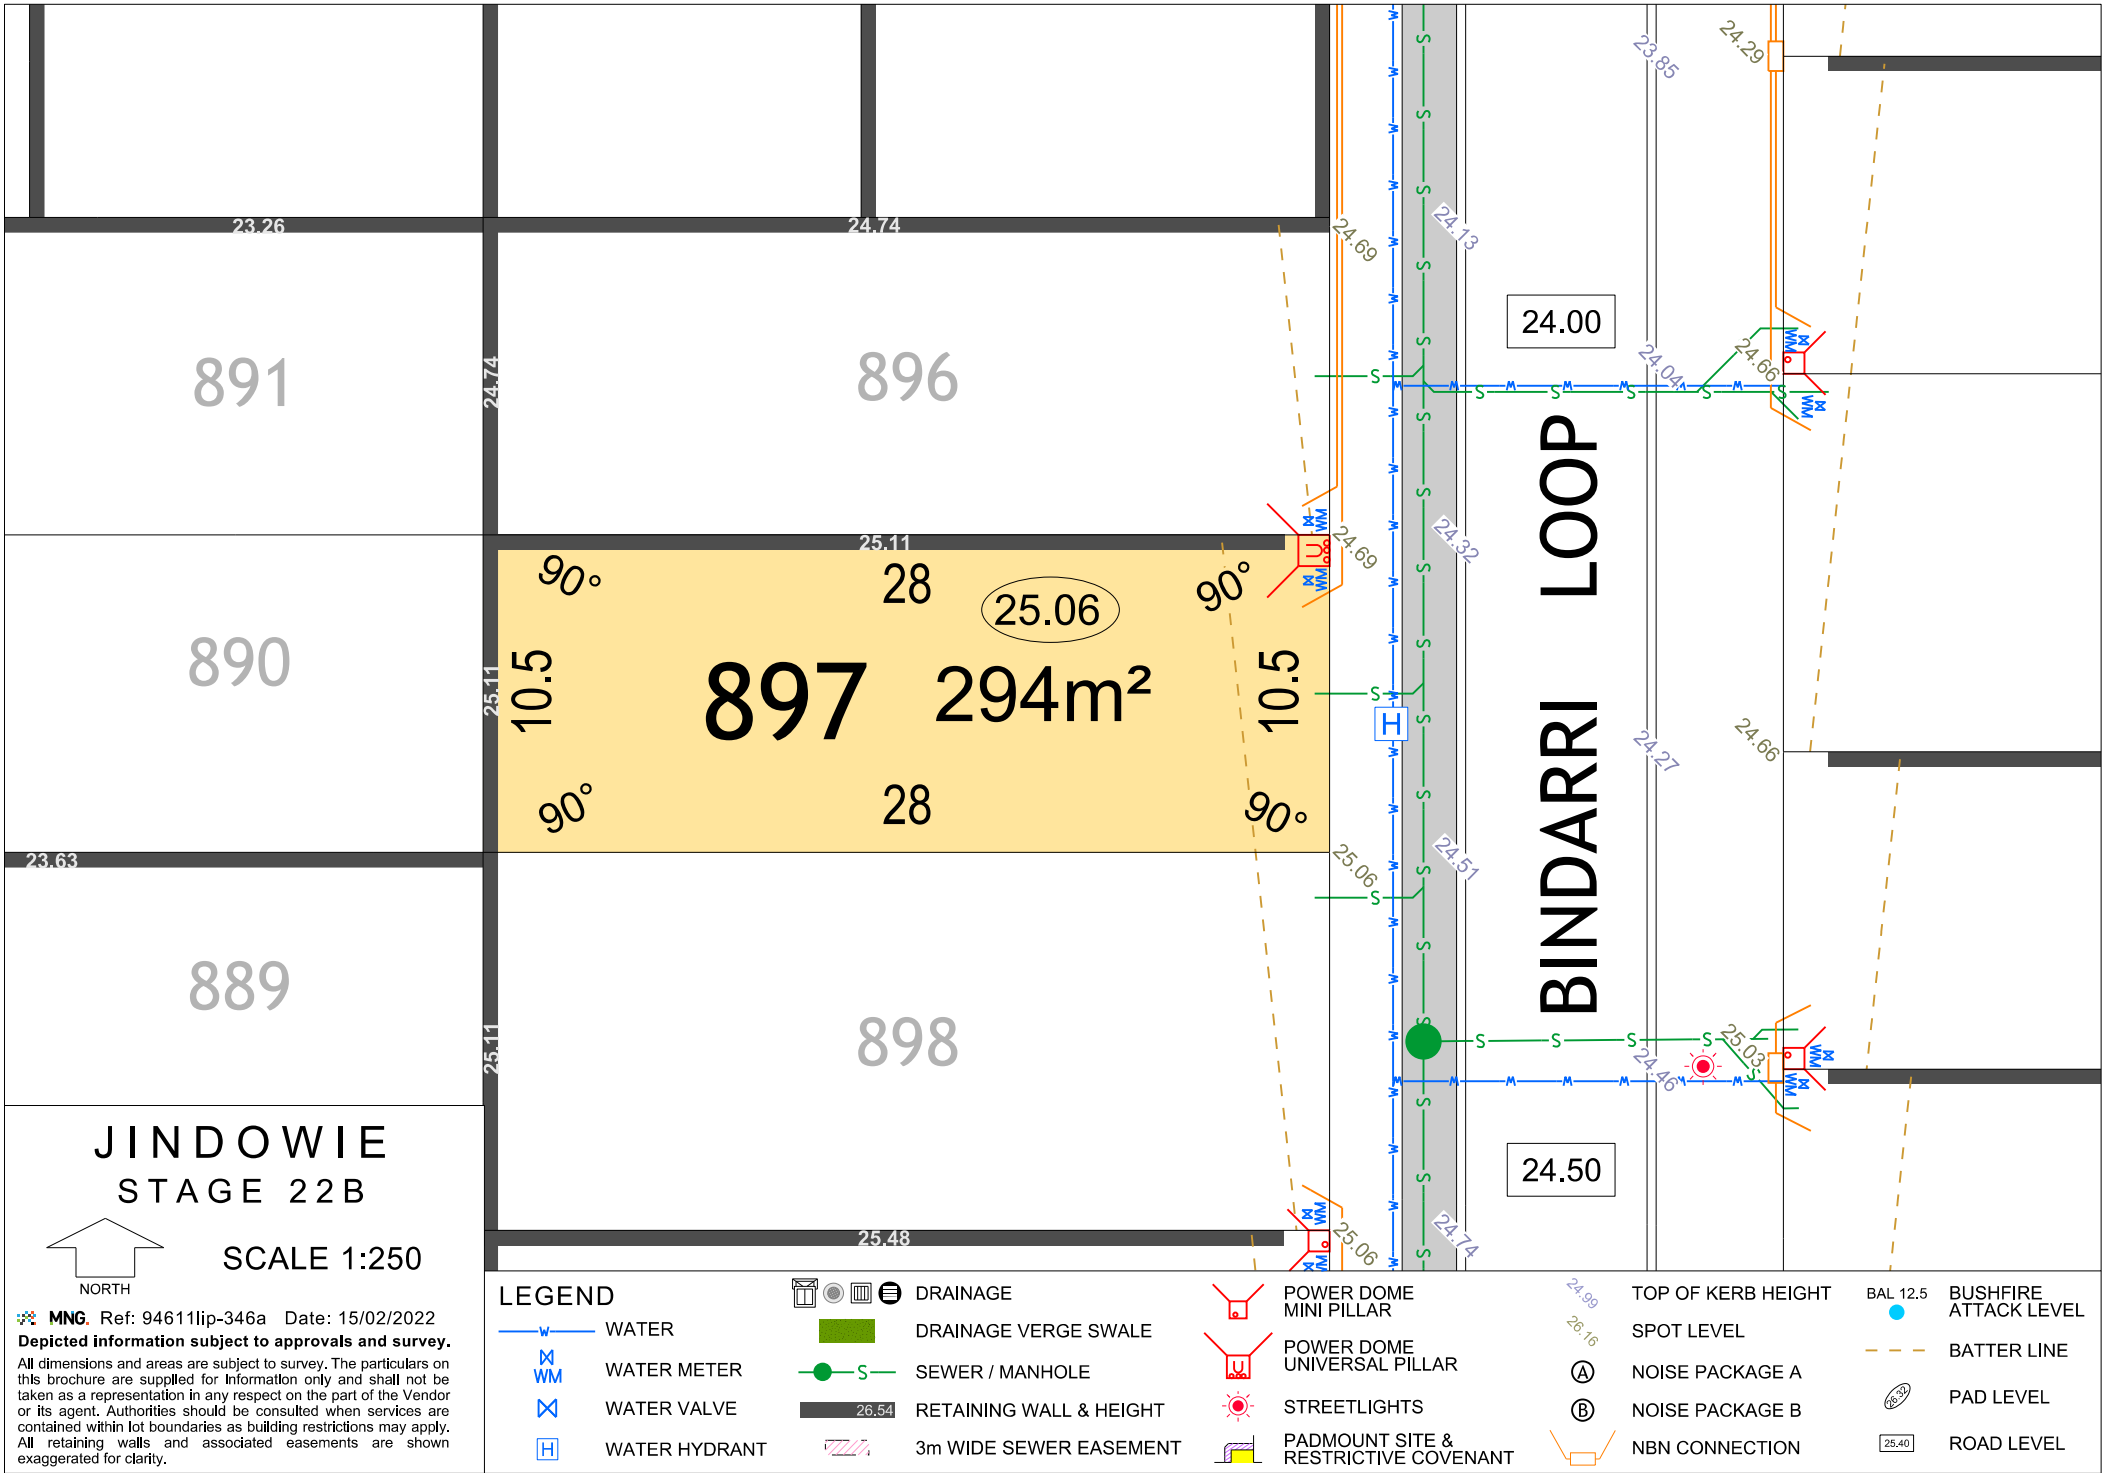 23.85
24.29
23.26
24.74
24.69
24.13
24.00
24.04
24.66
891
24.74
896
LOOP
25.11
24.69
24.32
90°
28
25.06
90°
890
25.11
10.5
897
294m²
10.5
H
BINDARRI
24.27
24.66
90°
28
90°
23.63
25.06
24.51
889
25.11
898
25.03
24.46
24.50
25.48
25.06
24.74
JINDOWIE
STAGE 22B
SCALE 1:250
NORTH
MNG. Ref: 94611lip-346a Date: 15/02/2022
Depicted information subject to approvals and survey.
All dimensions and areas are subject to survey. The particulars on
this brochure are supplied for information only and shall not be
taken as a representation in any respect on the part of the Vendor
or its agent. Authorities should be consulted when services are
contained within lot boundaries as building restrictions may apply.
All retaining walls and associated easements are shown
exaggerated for clarity.
LEGEND
W WATER
WM WATER METER
WATER VALVE
H WATER HYDRANT
DRAINAGE
DRAINAGE VERGE SWALE
S SEWER / MANHOLE
26.54 RETAINING WALL & HEIGHT
3m WIDE SEWER EASEMENT
POWER DOME
MINI PILLAR
POWER DOME
UNIVERSAL PILLAR
STREETLIGHTS
PADMOUNT SITE &
RESTRICTIVE COVENANT
24.99 TOP OF KERB HEIGHT
26.16 SPOT LEVEL
A NOISE PACKAGE A
B NOISE PACKAGE B
NBN CONNECTION
BAL 12.5 BUSHFIRE
ATTACK LEVEL
BATTER LINE
26.32 PAD LEVEL
25.40 ROAD LEVEL